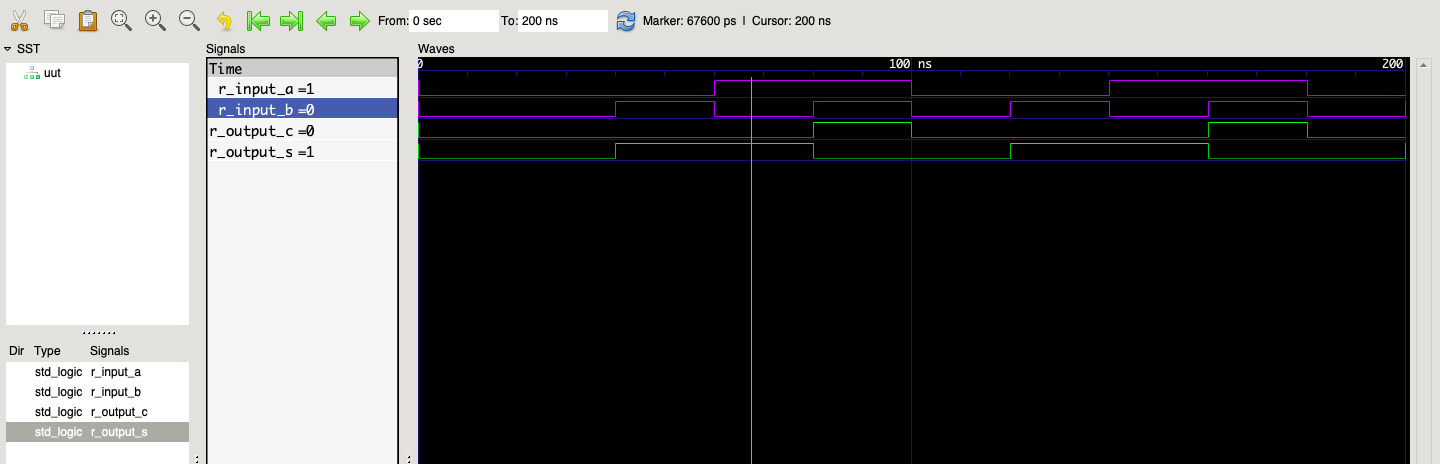 From: 0 sec To: 200 ns Marker: 67600 ps | Cursor: 200 ns
SST
uut
Dir Type Signals
std_logic r_input_a
std_logic r_input_b
std_logic r_output_c
std_logic r_output_s
Signals
Time
r_input_a =1
r_input_b =0
r_output_c =0
r_output_s =1
Waves
0 100 ns 200